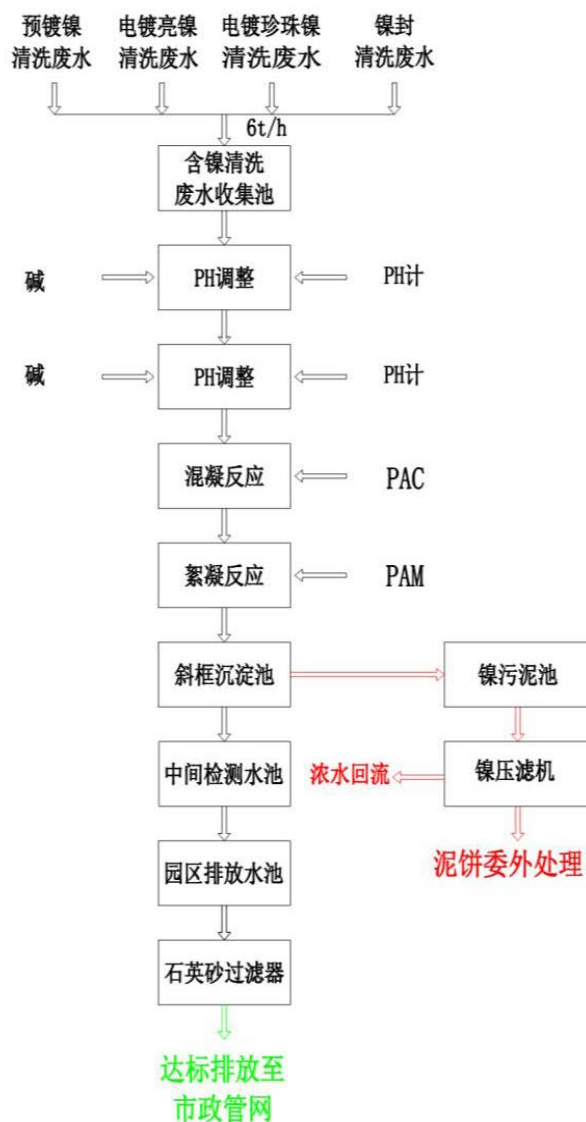 预镀镍
清洗废水
电镀亮镍
清洗废水
电镀珍珠镍
清洗废水
镍封
清洗废水
6t/h
含镍清洗
废水收集池
碱
PH调整
PH计
碱
PH调整
PH计
混凝反应
PAC
絮凝反应
PAM
斜框沉淀池
镍污泥池
中间检测水池
浓水回流
镍压滤机
园区排放水池
泥饼委外处理
石英砂过滤器
达标排放至
市政管网